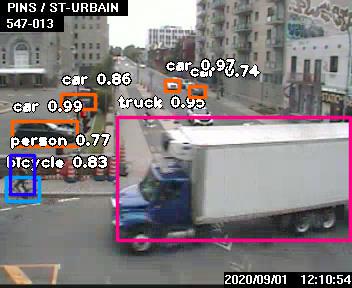 PINS / ST-URBAIN
547-013
car 0.97
car 0.74
car 0.86
car 0.99
truck 0.95
person 0.77
bicycle 0.83
2020/09/01 12:10:54